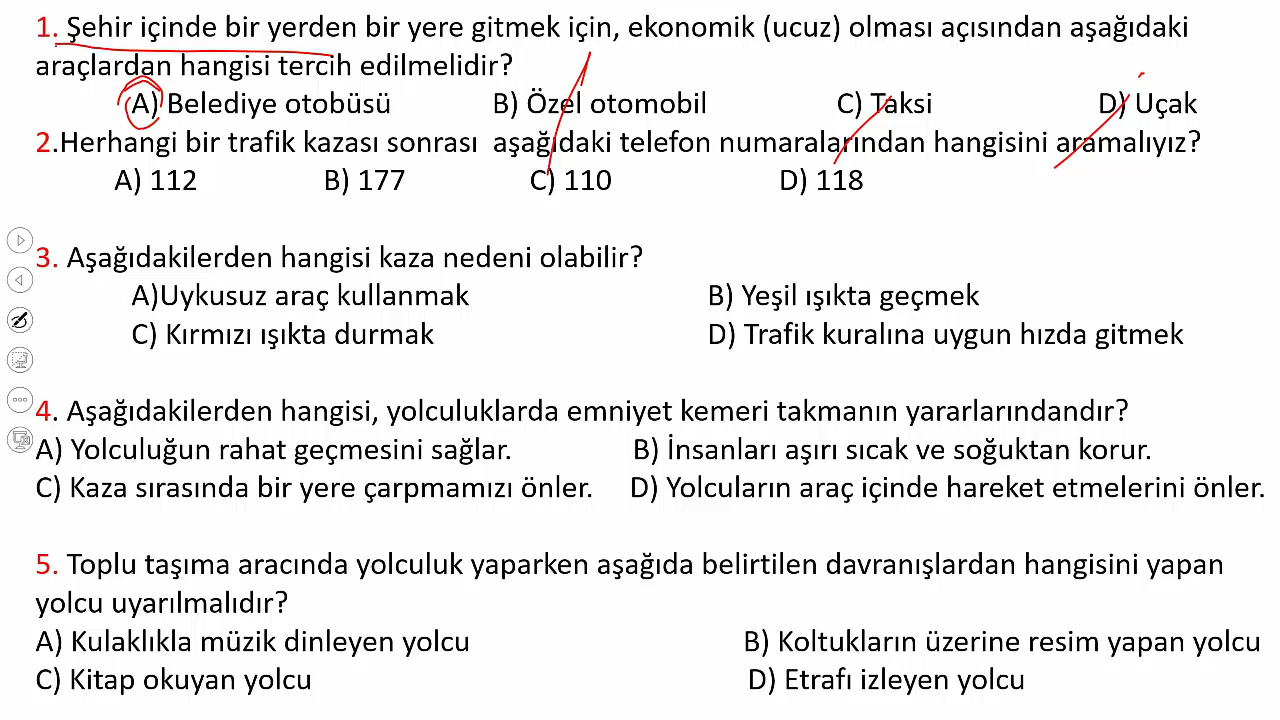 1. Şehir içinde bir yerden bir yere gitmek için, ekonomik (ucuz) olması açısından aşağıdaki
araçlardan hangisi tercih edilmelidir?
A) Belediye otobüsü B) Özel otomobil C) Taksi D) Uçak
2.Herhangi bir trafik kazası sonrası aşağıdaki telefon numaralarından hangisini aramalıyız?
A) 112 B) 177 C) 110 D) 118
3. Aşağıdakilerden hangisi kaza nedeni olabilir?
A)Uykusuz araç kullanmak B) Yeşil ışıkta geçmek
C) Kırmızı ışıkta durmak D) Trafik kuralına uygun hızda gitmek
4. Aşağıdakilerden hangisi, yolculuklarda emniyet kemeri takmanın yararlarındandır?
A) Yolculuğun rahat geçmesini sağlar. B) İnsanları aşırı sıcak ve soğuktan korur.
C) Kaza sırasında bir yere çarpmamızı önler. D) Yolcuların araç içinde hareket etmelerini önler.
5. Toplu taşıma aracında yolculuk yaparken aşağıda belirtilen davranışlardan hangisini yapan
yolcu uyarılmalıdır?
A) Kulaklıkla müzik dinleyen yolcu B) Koltukların üzerine resim yapan yolcu
C) Kitap okuyan yolcu D) Etrafı izleyen yolcu